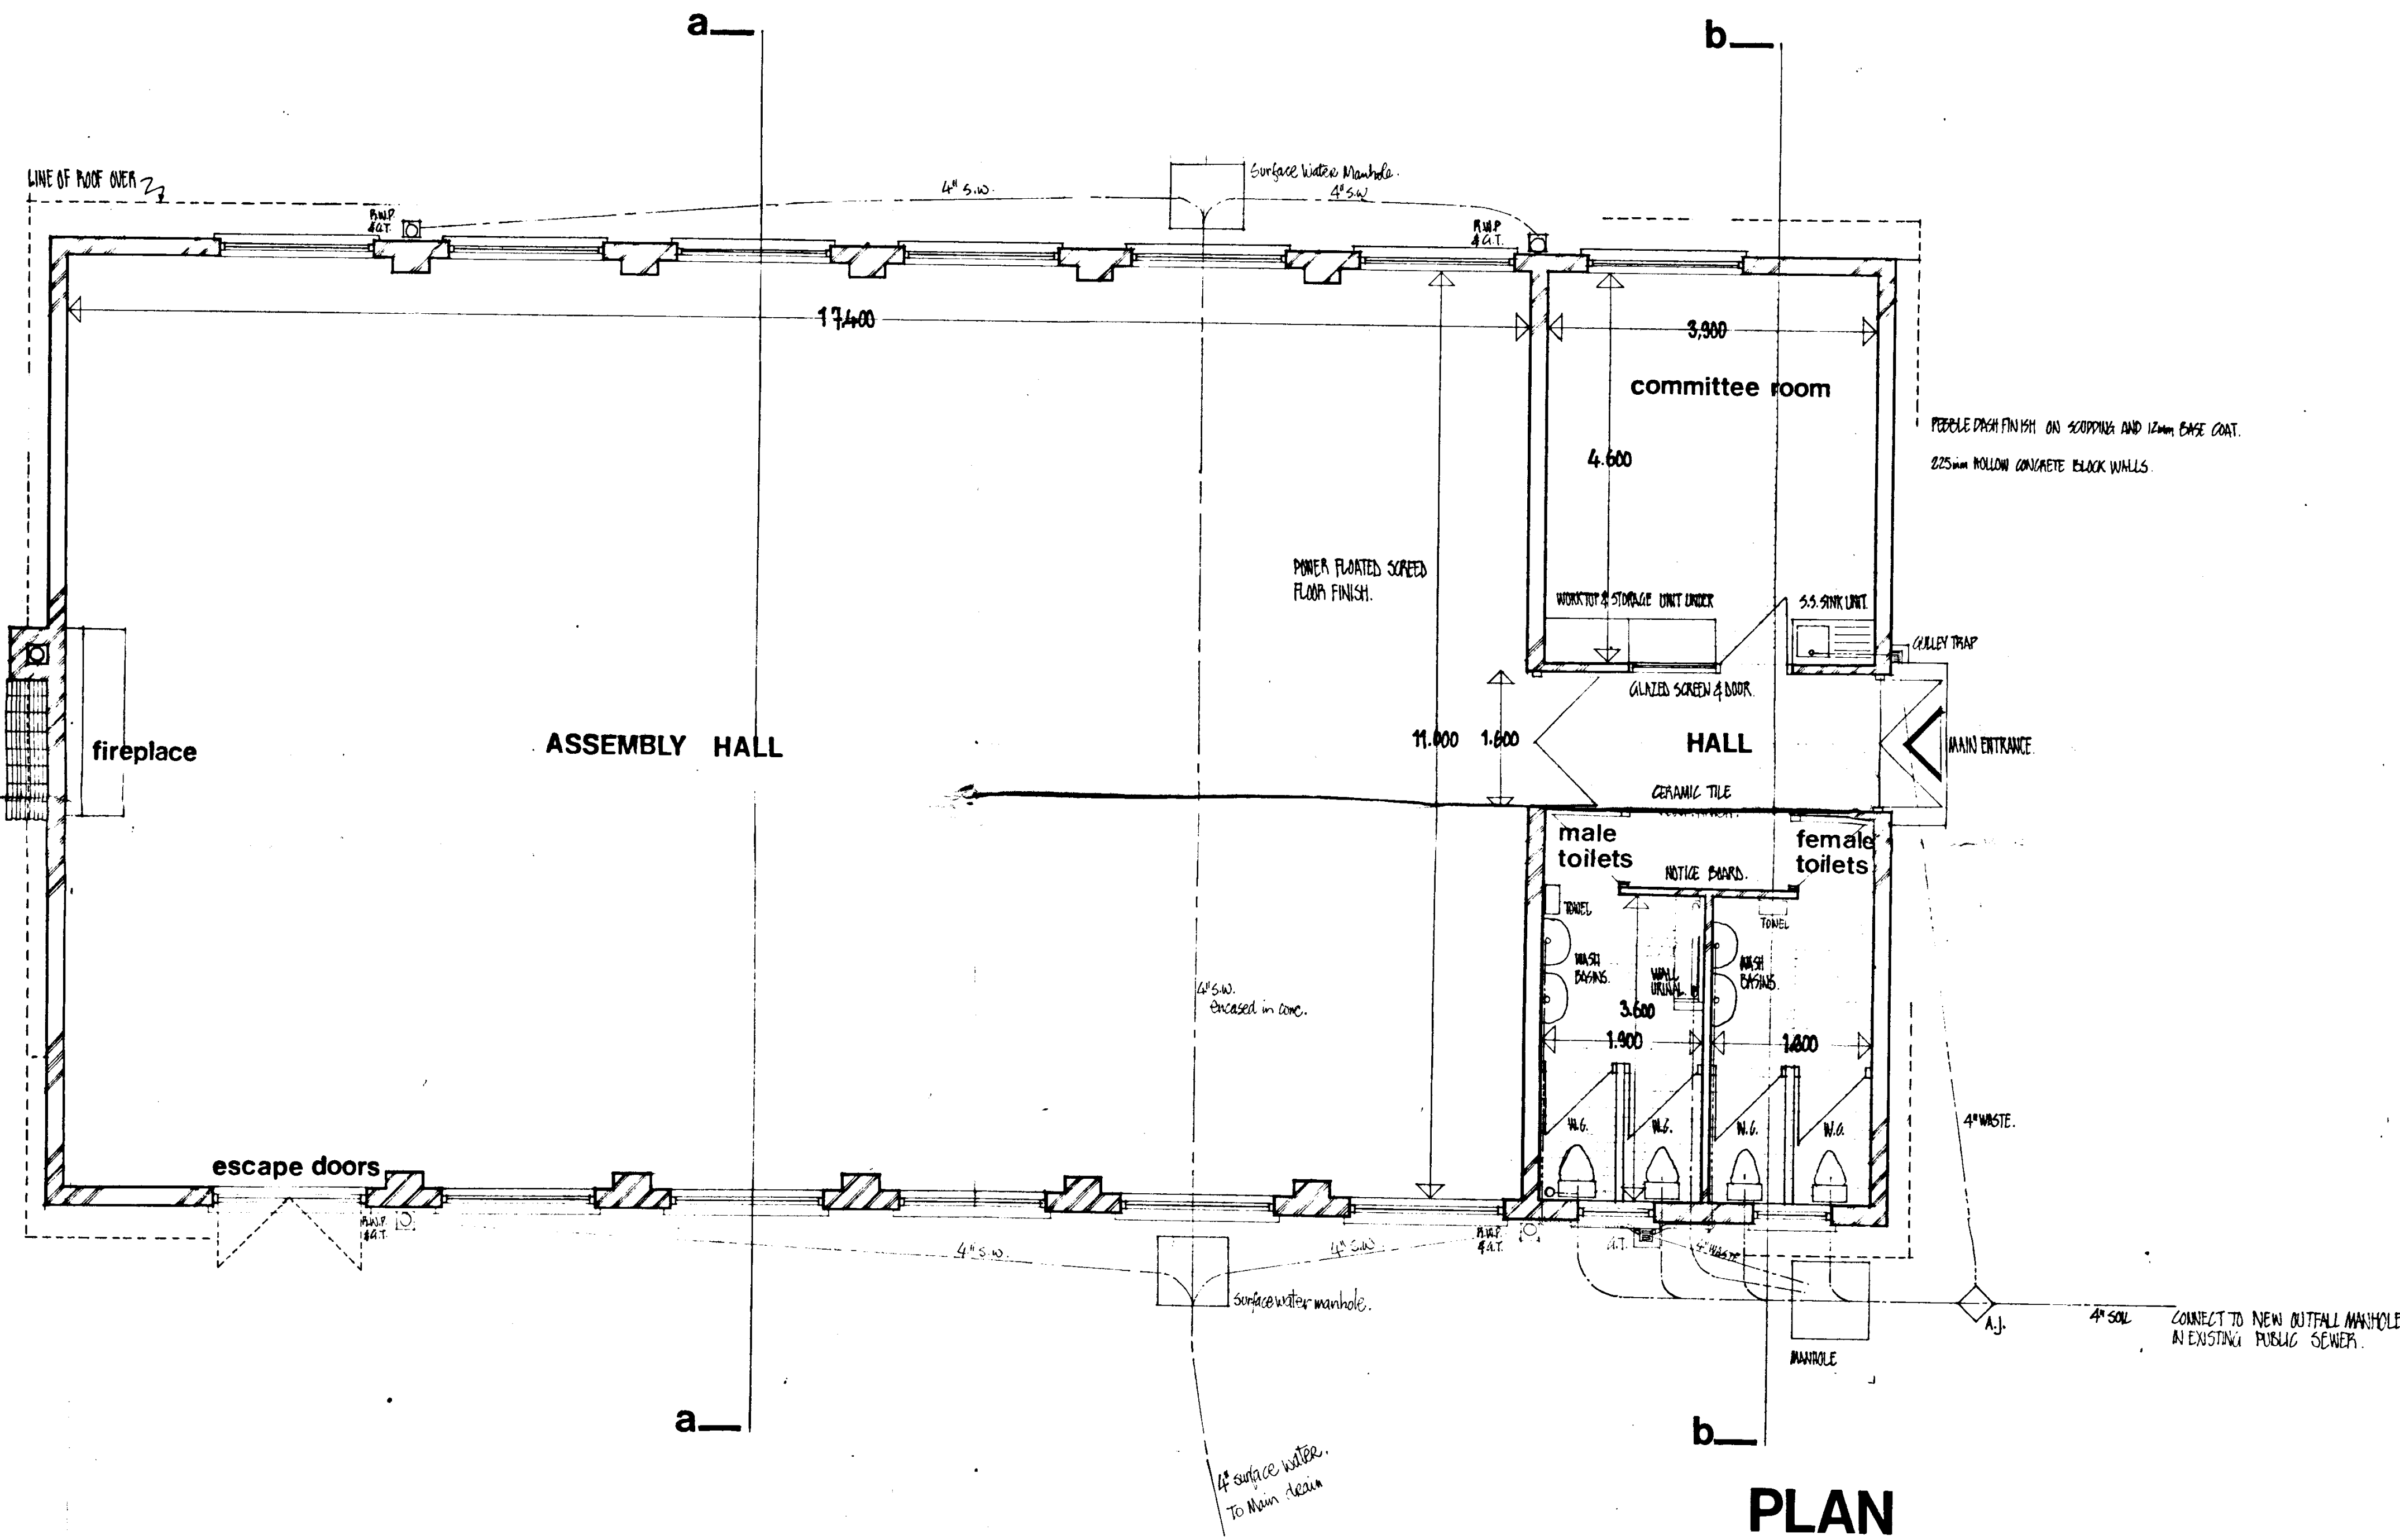 a
b
LINE OF ROOF OVER
R.W.P.
& G.T.
4" S.W.
Surface Water Manhole.
4" S.W
R.W.P
& G.T.
17.400
3,900
committee room
PEBBLE DASH FINISH ON SCUDDING AND 12mm BASE COAT.
225mm HOLLOW CONCRETE BLOCK WALLS.
4.600
POWER FLOATED SCREED
FLOOR FINISH.
WORKTOP & STORAGE UNIT UNDER
S.S. SINK UNIT.
GULLEY TRAP
GLAZED SCREEN & DOOR.
fireplace
ASSEMBLY HALL
11.000
1.600
HALL
MAIN ENTRANCE.
CERAMIC TILE
male
toilets
female
toilets
NOTICE BOARD.
TOWEL
TOWEL
WASH
BASINS.
WALL
URINAL.
WASH
BASINS.
4" S.W.
encased in conc.
3.600
1.900
W.C.
W.C.
W.C.
W.C.
4" WASTE.
escape doors
R.W.P.
& G.T.
4" S.W.
4" S.W.
R.W.P.
& G.T.
G.T.
4" WASTE
Surface water manhole.
A.J.
4" SOIL
CONNECT TO NEW OUTFALL MANHOLE
IN EXISTING PUBLIC SEWER.
MANHOLE
a
b
4" surface water.
To Main drain
PLAN